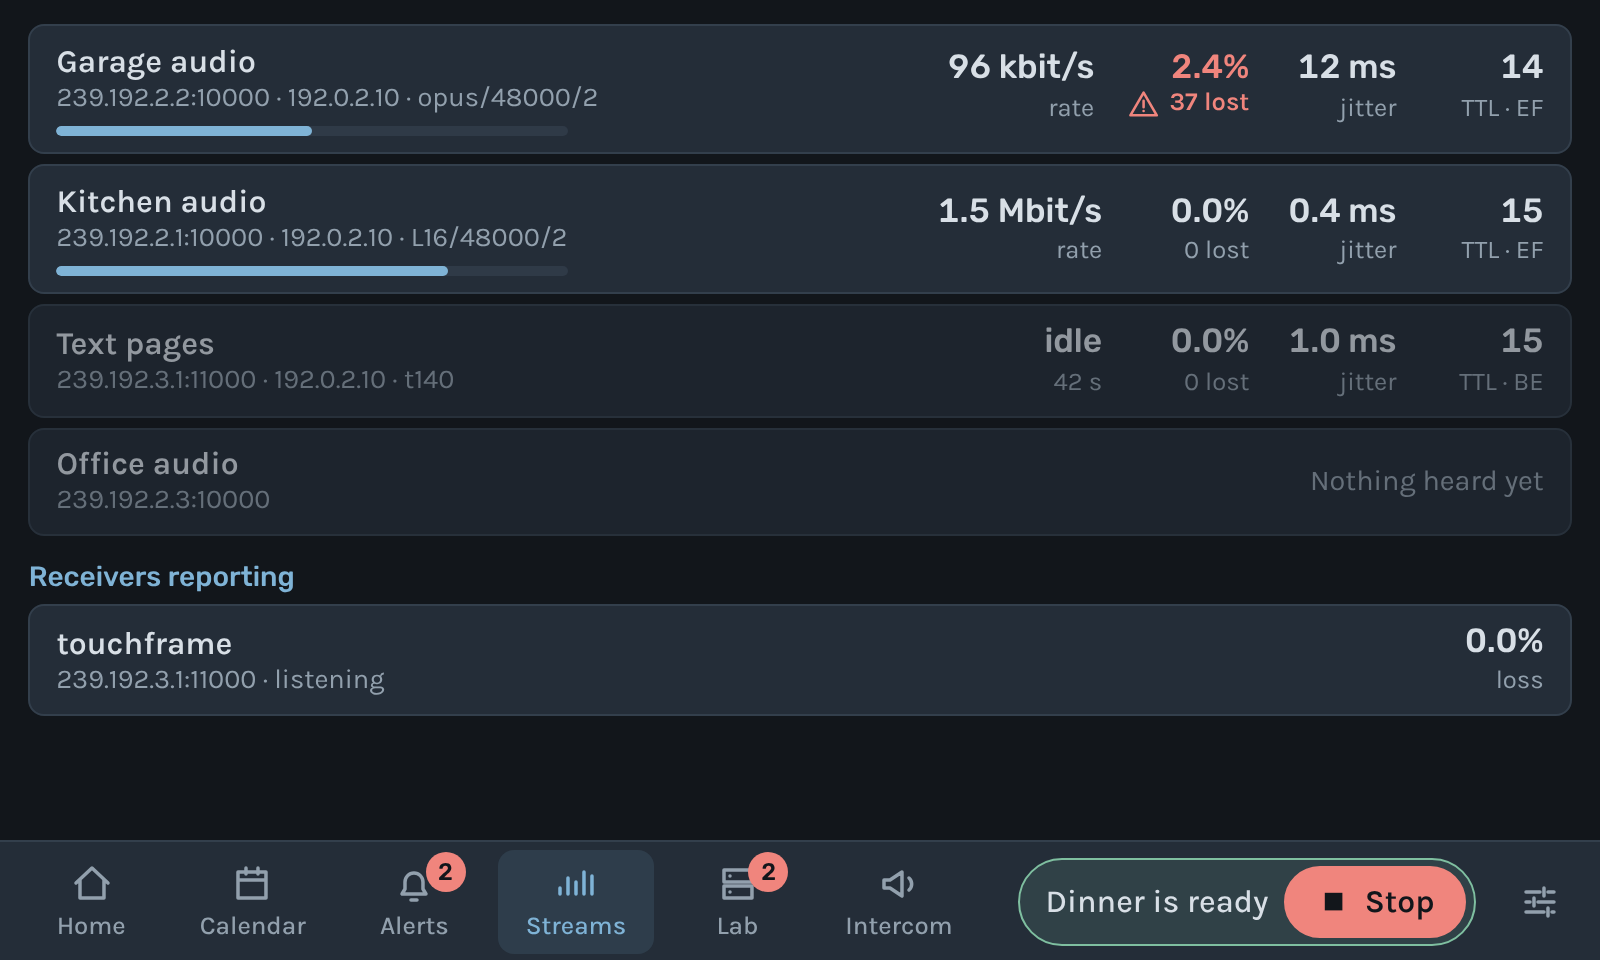 Garage audio
239.192.2.2:10000 · 192.0.2.10 · opus/48000/2
96 kbit/s
rate
2.4%
37 lost
12 ms
jitter
14
TTL · EF
Kitchen audio
239.192.2.1:10000 · 192.0.2.10 · L16/48000/2
1.5 Mbit/s
rate
0.0%
0 lost
0.4 ms
jitter
15
TTL · EF
Text pages
239.192.3.1:11000 · 192.0.2.10 · t140
idle
42 s
0.0%
0 lost
1.0 ms
jitter
15
TTL · BE
Office audio
239.192.2.3:10000
Nothing heard yet
Receivers reporting
touchframe
239.192.3.1:11000 · listening
0.0%
loss
Home
Calendar
2
Alerts
Streams
2
Lab
Intercom
Dinner is ready
Stop